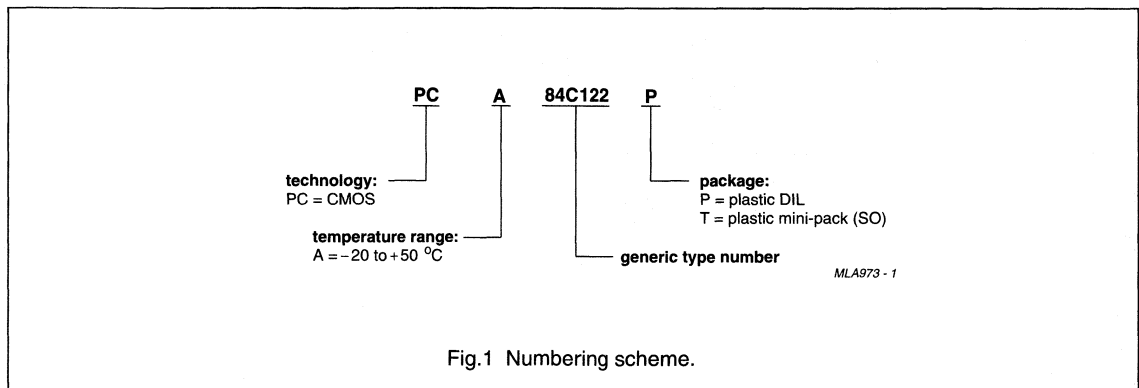 PC A 84C122 P
technology:
PC = CMOS
package:
P = plastic DIL
T = plastic mini-pack (SO)
temperature range:
A = −20 to +50 °C
generic type number
MLA973 - 1
Fig.1 Numbering scheme.